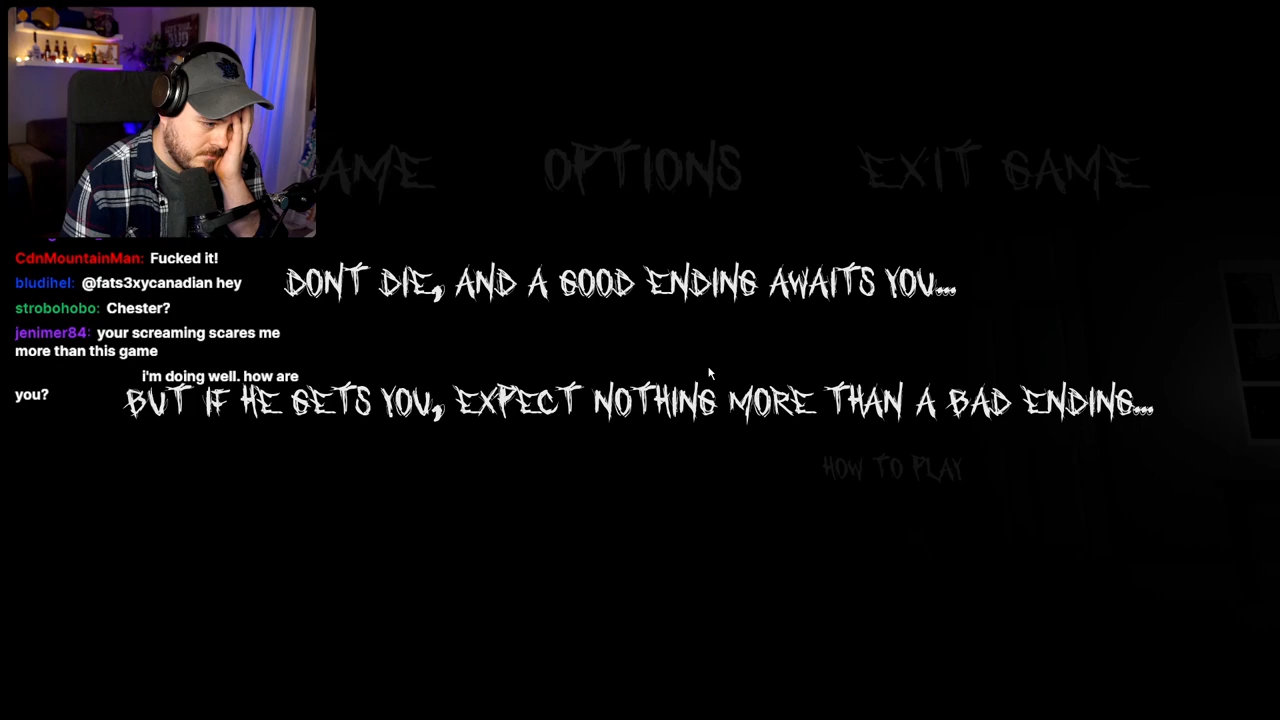 AME OPTIONS EXIT GAME
CdnMountainMan: Fucked it!
bludihel: @fats3xycanadian hey
strobohobo: Chester?
jenimer84: your screaming scares me
more than this game
i'm doing well. how are
you?
DONT DIE, AND A GOOD ENDING AWAITS YOU...
BUT IF HE GETS YOU, EXPECT NOTHING MORE THAN A BAD ENDING...
HOW TO PLAY